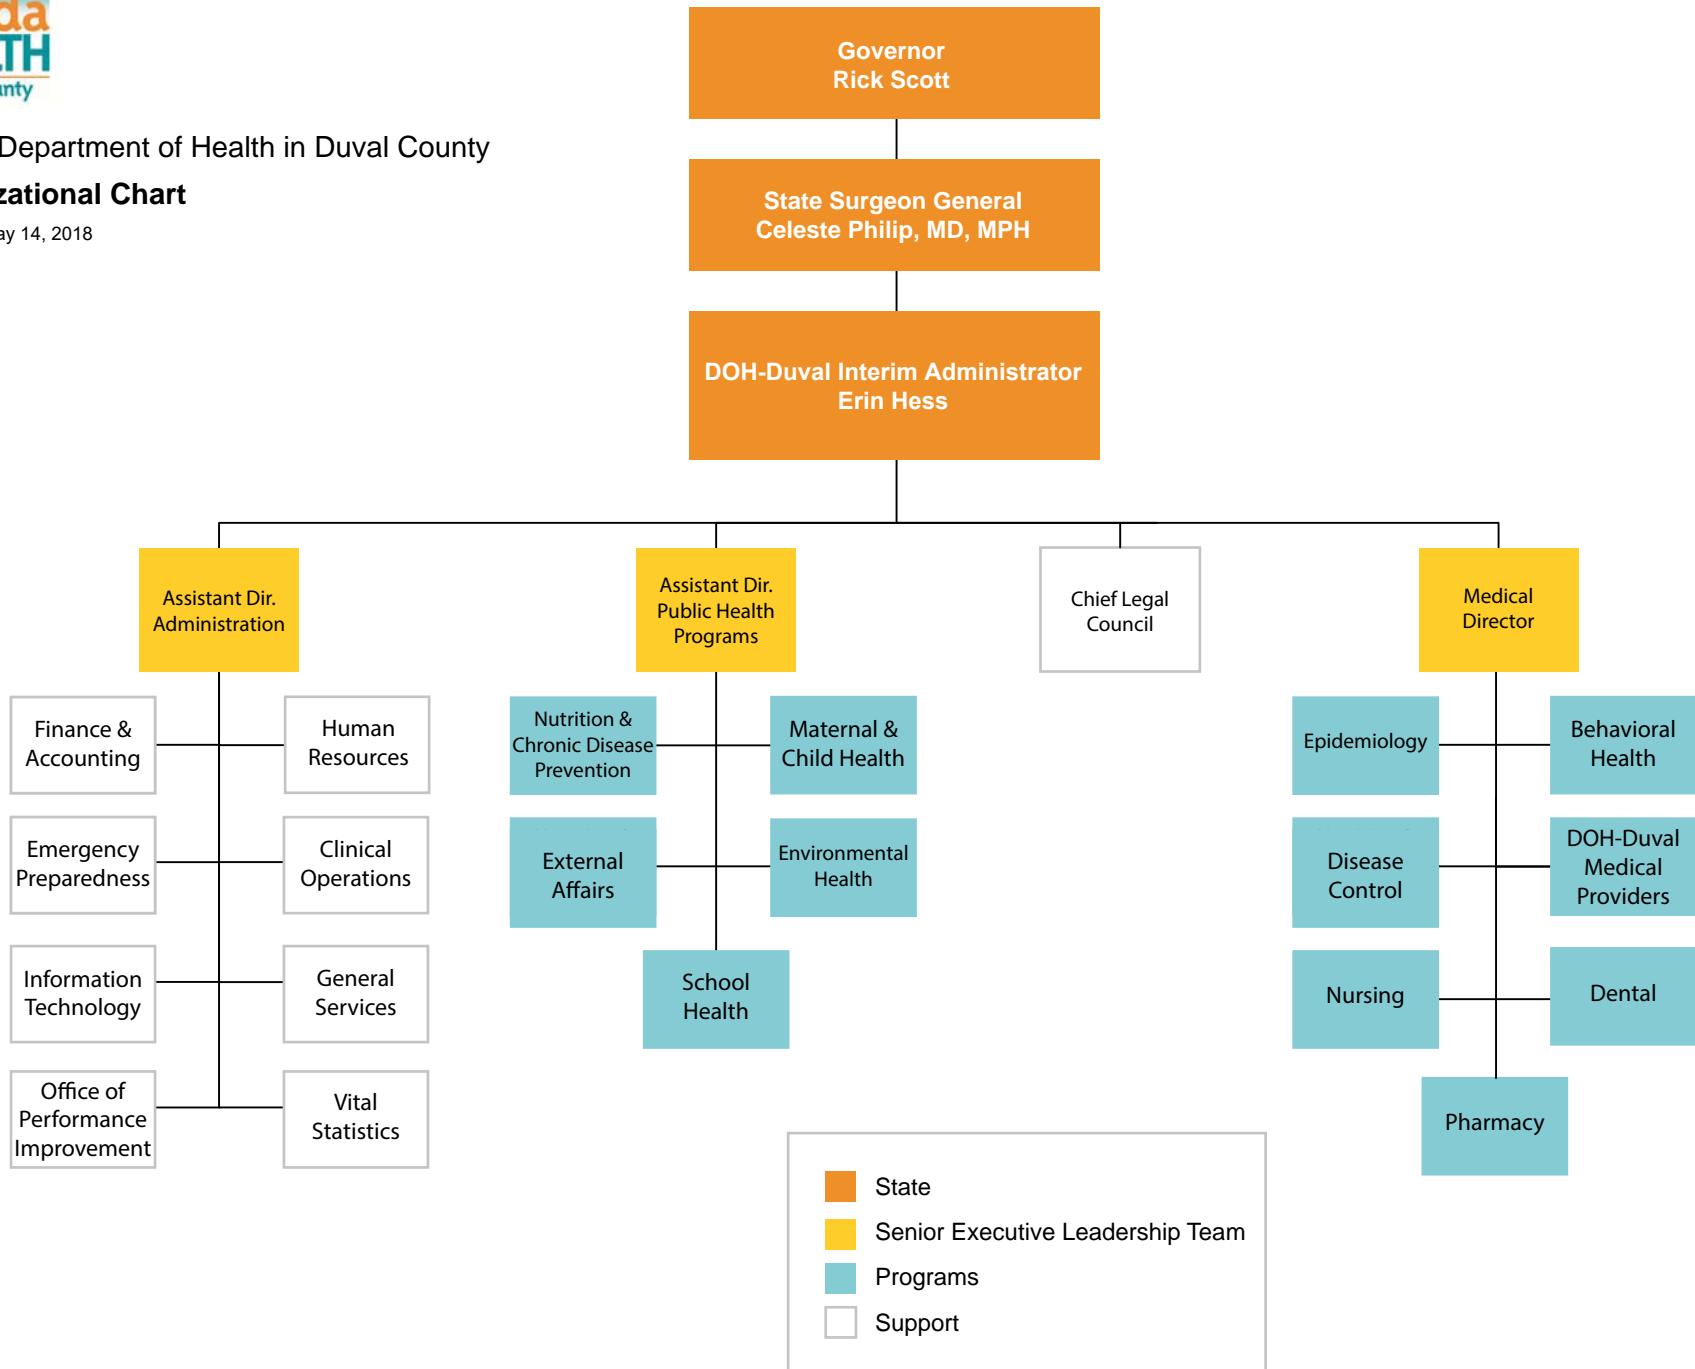 Governor
Rick Scott
Department of Health in Duval County
zational Chart
ay 14, 2018
State Surgeon General
Celeste Philip, MD, MPH
DOH-Duval Interim Administrator
Erin Hess
Assistant Dir.
Administration
Assistant Dir.
Public Health
Programs
Chief Legal
Council
Medical
Director
Finance &
Accounting
Human
Resources
Emergency
Preparedness
Clinical
Operations
Information
Technology
General
Services
Office of
Performance
Improvement
Vital
Statistics
Nutrition &
Chronic Disease
Prevention
Maternal &
Child Health
External
Affairs
Environmental
Health
School
Health
Epidemiology
Behavioral
Health
Disease
Control
DOH-Duval
Medical
Providers
Nursing
Dental
Pharmacy
State
Senior Executive Leadership Team
Programs
Support